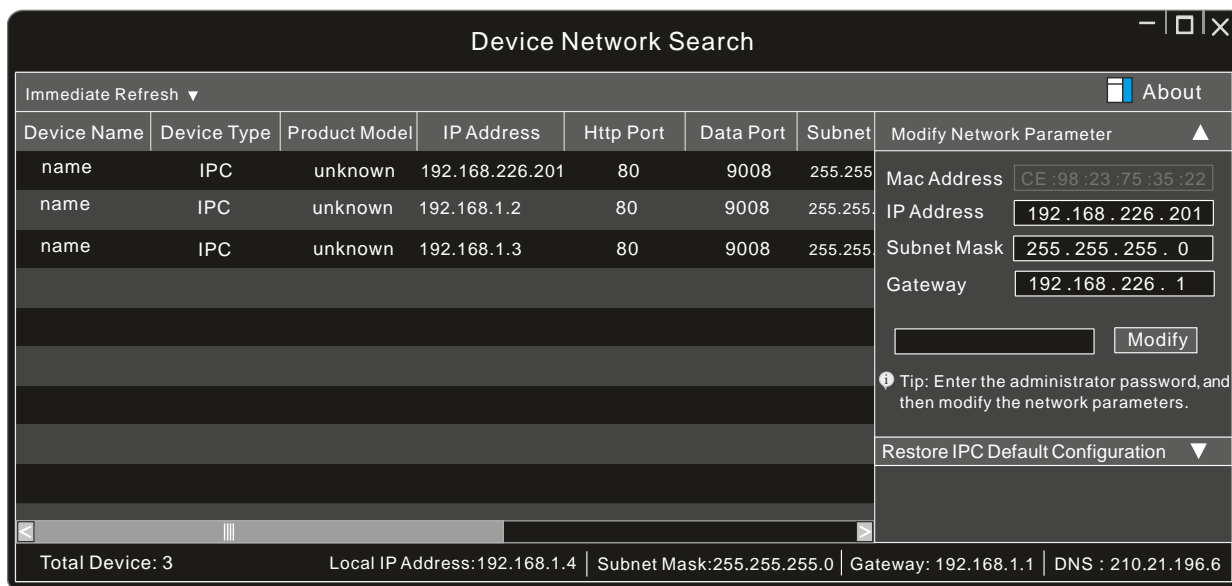 Device Network Search
Immediate Refresh ▼
About
Device Name Device Type Product Model IP Address Http Port Data Port Subnet
name IPC unknown 192.168.226.201 80 9008 255.255
name IPC unknown 192.168.1.2 80 9008 255.255.
name IPC unknown 192.168.1.3 80 9008 255.255.
Modify Network Parameter ▲
Mac Address CE :98 :23 :75 :35 :22
IP Address 192 .168 . 226 . 201
Subnet Mask 255 . 255 . 255 . 0
Gateway 192 .168 . 226 . 1
Modify
Tip: Enter the administrator password, and
then modify the network parameters.
Restore IPC Default Configuration ▼
Total Device: 3 Local IP Address:192.168.1.4 Subnet Mask:255.255.255.0 Gateway: 192.168.1.1 DNS : 210.21.196.6